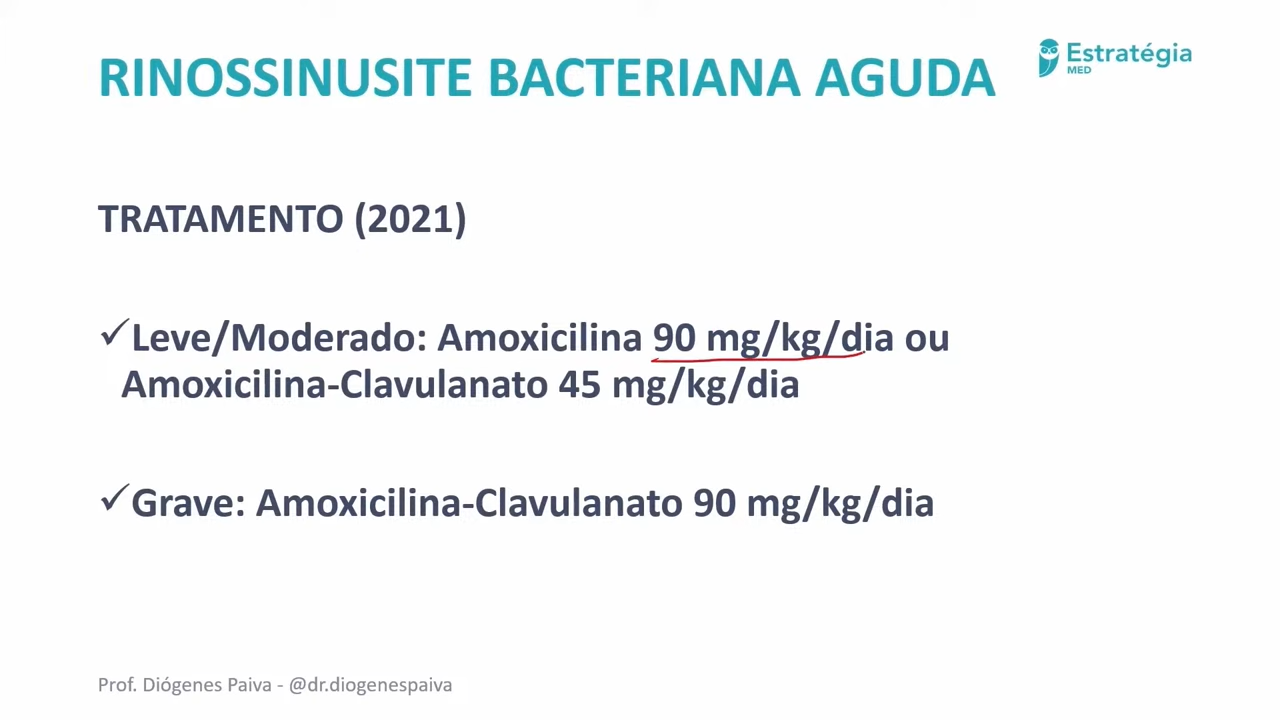 RINOSSINUSITE BACTERIANA AGUDA
Estratégia
MED
TRATAMENTO (2021)
✓Leve/Moderado: Amoxicilina 90 mg/kg/dia ou
Amoxicilina-Clavulanato 45 mg/kg/dia
✓Grave: Amoxicilina-Clavulanato 90 mg/kg/dia
Prof. Diógenes Paiva - @dr.diogenespaiva